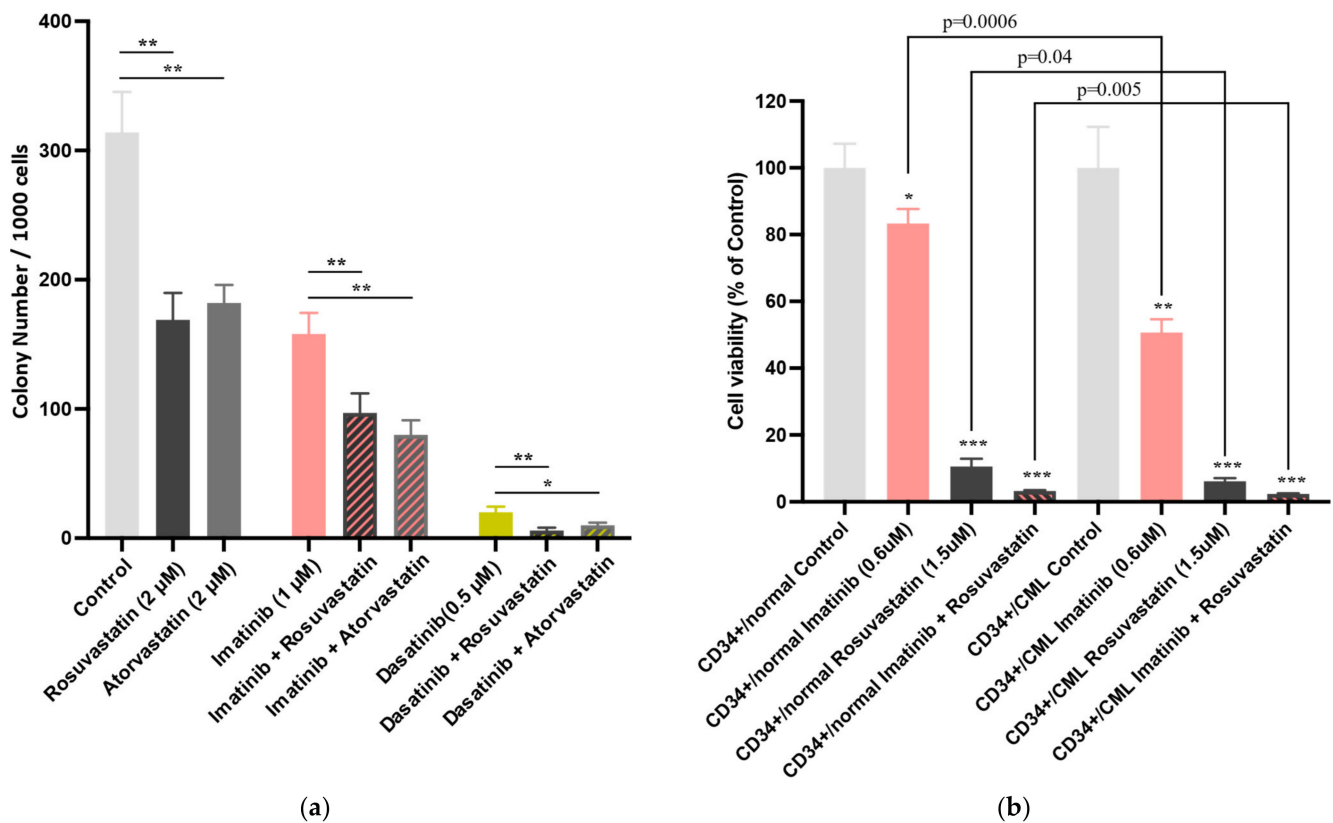 400
300
200
100
0
Colony Number / 1000 cells
**
**
**
**
**
*
Control
Rosuvastatin (2 µM)
Atorvastatin (2 µM)
Imatinib (1 µM)
Imatinib + Rosuvastatin
Imatinib + Atorvastatin
Dasatinib(0.5 µM)
Dasatinib + Rosuvastatin
Dasatinib + Atorvastatin
(a)
p=0.0006
p=0.04
p=0.005
120
100
80
60
40
20
0
Cell viability (% of Control)
*
***
***
**
***
***
CD34+/normal Control
CD34+/normal Imatinib (0.6uM)
CD34+/normal Rosuvastatin (1.5uM)
CD34+/normal Imatinib + Rosuvastatin
CD34+/CML Control
CD34+/CML Imatinib (0.6uM)
CD34+/CML Rosuvastatin (1.5uM)
CD34+/CML Imatinib + Rosuvastatin
(b)